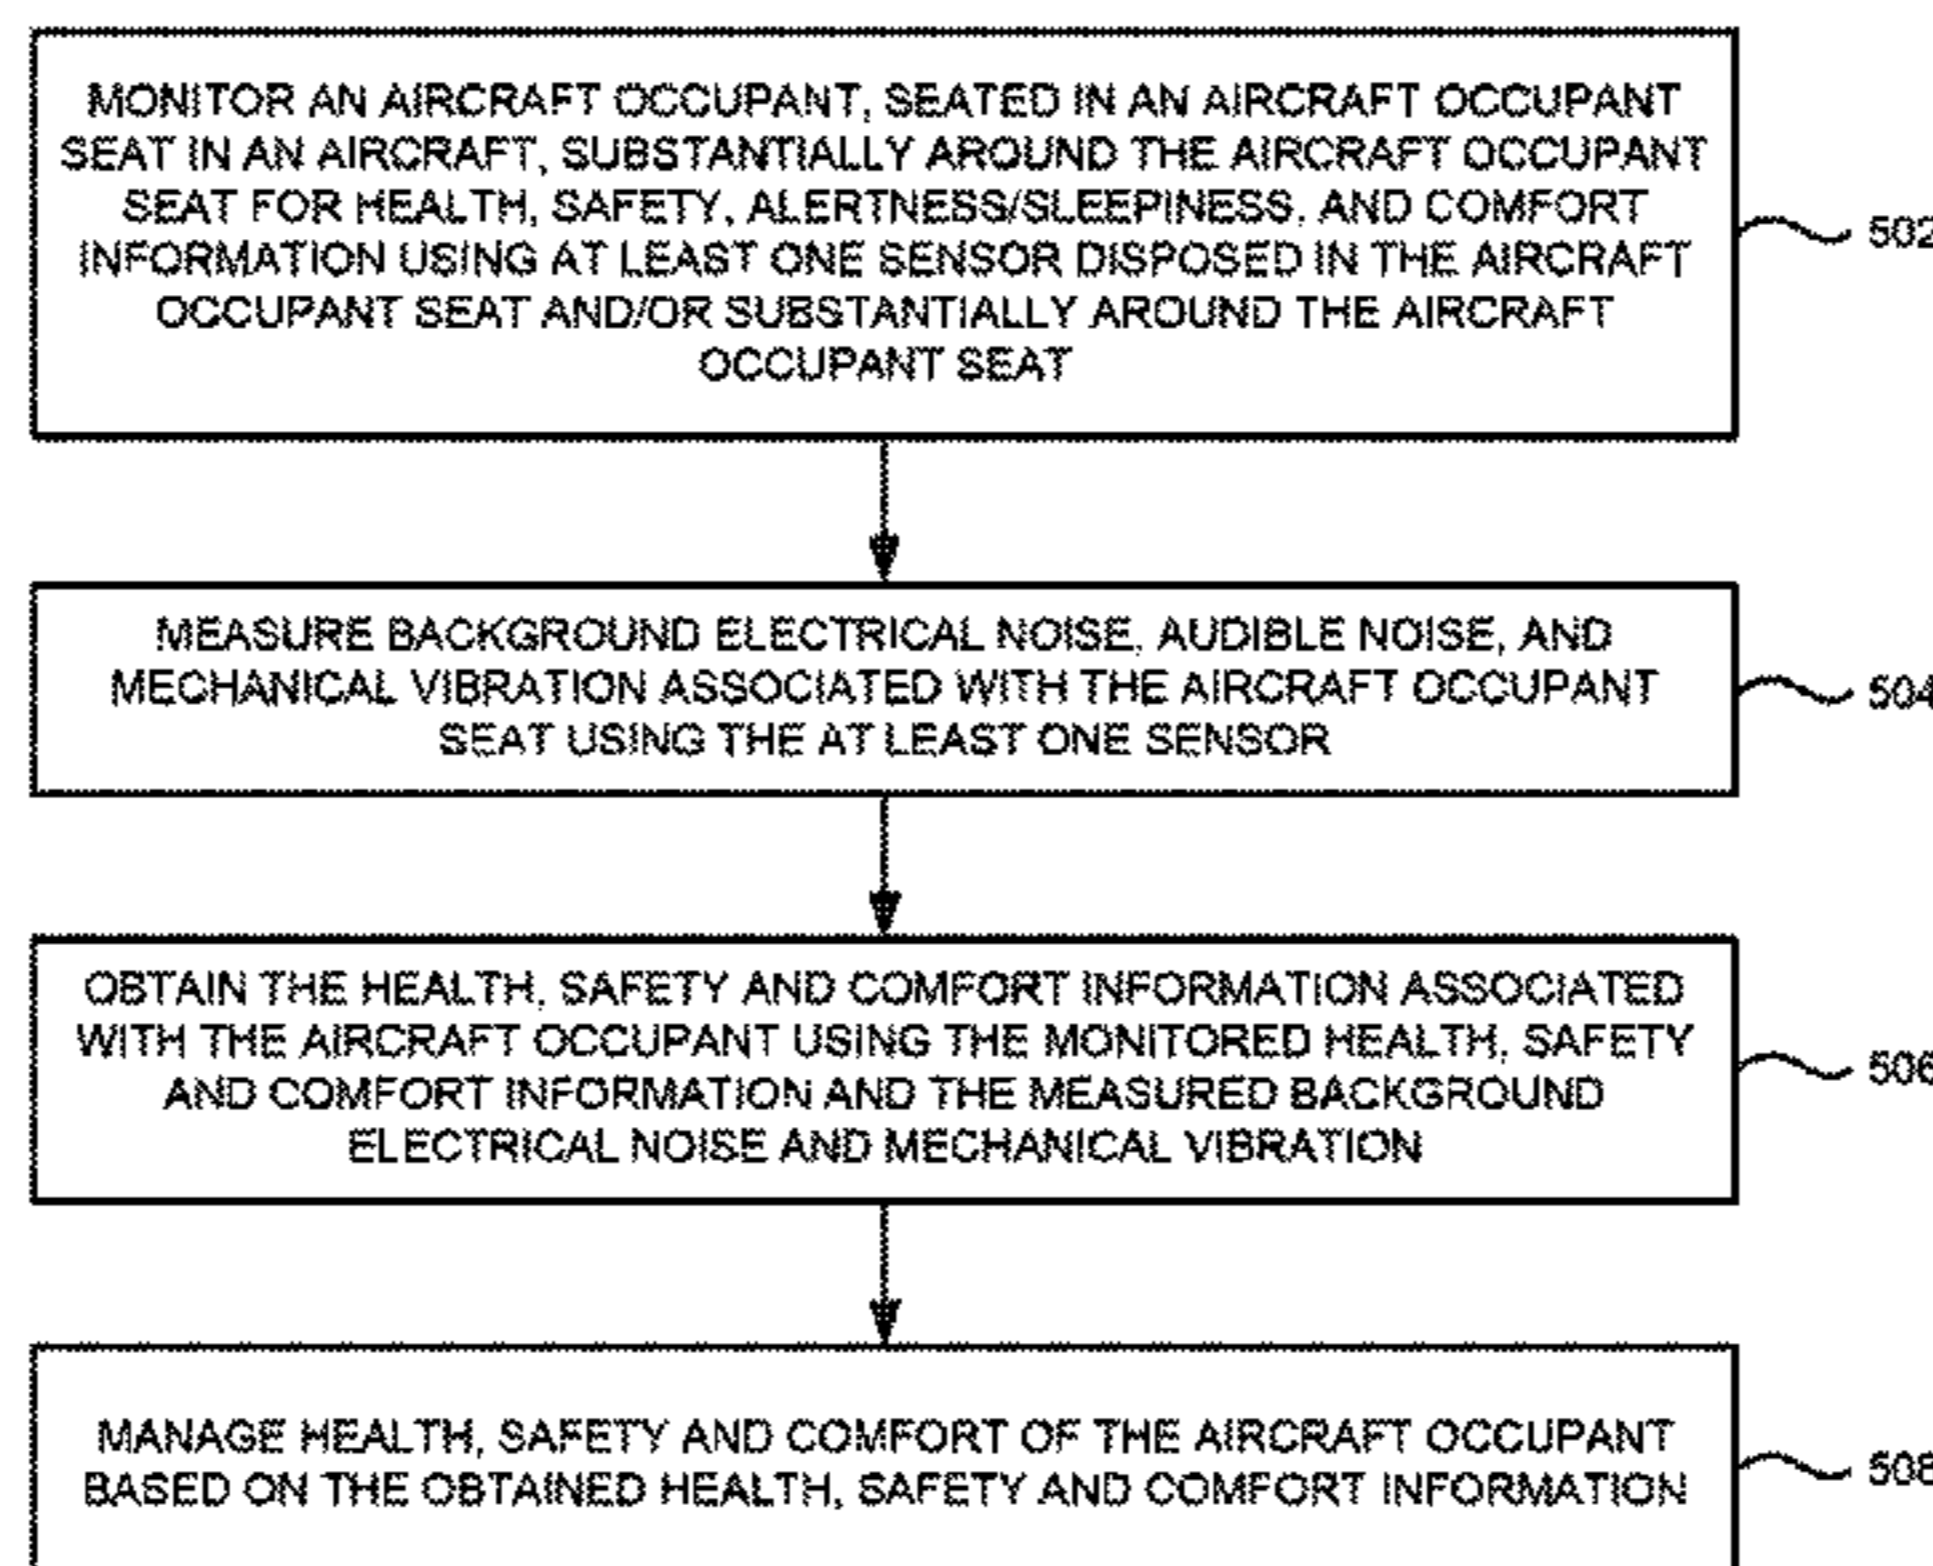 MONITOR AN AIRCRAFT OCCUPANT, SEATED IN AN AIRCRAFT OCCUPANT
SEAT IN AN AIRCRAFT, SUBSTANTIALLY AROUND THE AIRCRAFT OCCUPANT
SEAT FOR HEALTH, SAFETY, ALERTNESS/SLEEPINESS, AND COMFORT
INFORMATION USING AT LEAST ONE SENSOR DISPOSED IN THE AIRCRAFT
OCCUPANT SEAT AND/OR SUBSTANTIALLY AROUND THE AIRCRAFT
OCCUPANT SEAT
502
MEASURE BACKGROUND ELECTRICAL NOISE, AUDIBLE NOISE, AND
MECHANICAL VIBRATION ASSOCIATED WITH THE AIRCRAFT OCCUPANT
SEAT USING THE AT LEAST ONE SENSOR
504
OBTAIN THE HEALTH, SAFETY AND COMFORT INFORMATION ASSOCIATED
WITH THE AIRCRAFT OCCUPANT USING THE MONITORED HEALTH, SAFETY
AND COMFORT INFORMATION AND THE MEASURED BACKGROUND
ELECTRICAL NOISE AND MECHANICAL VIBRATION
506
MANAGE HEALTH, SAFETY AND COMFORT OF THE AIRCRAFT OCCUPANT
BASED ON THE OBTAINED HEALTH, SAFETY AND COMFORT INFORMATION
508